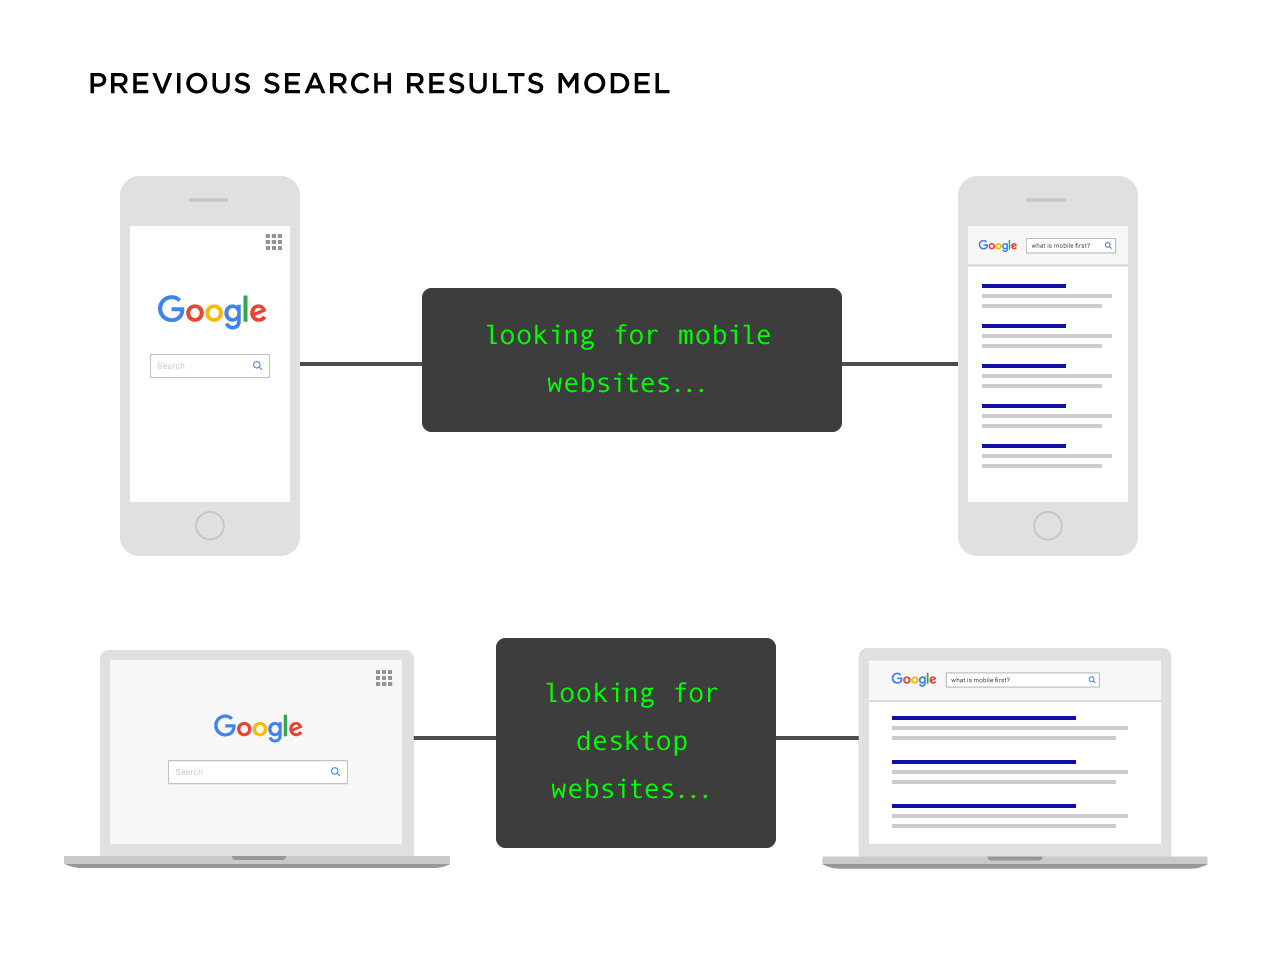 PREVIOUS SEARCH RESULTS MODEL
Google
Search
looking for mobile
websites...
Google what is mobile first?
Google
Search
looking for
desktop
websites...
Google what is mobile first?